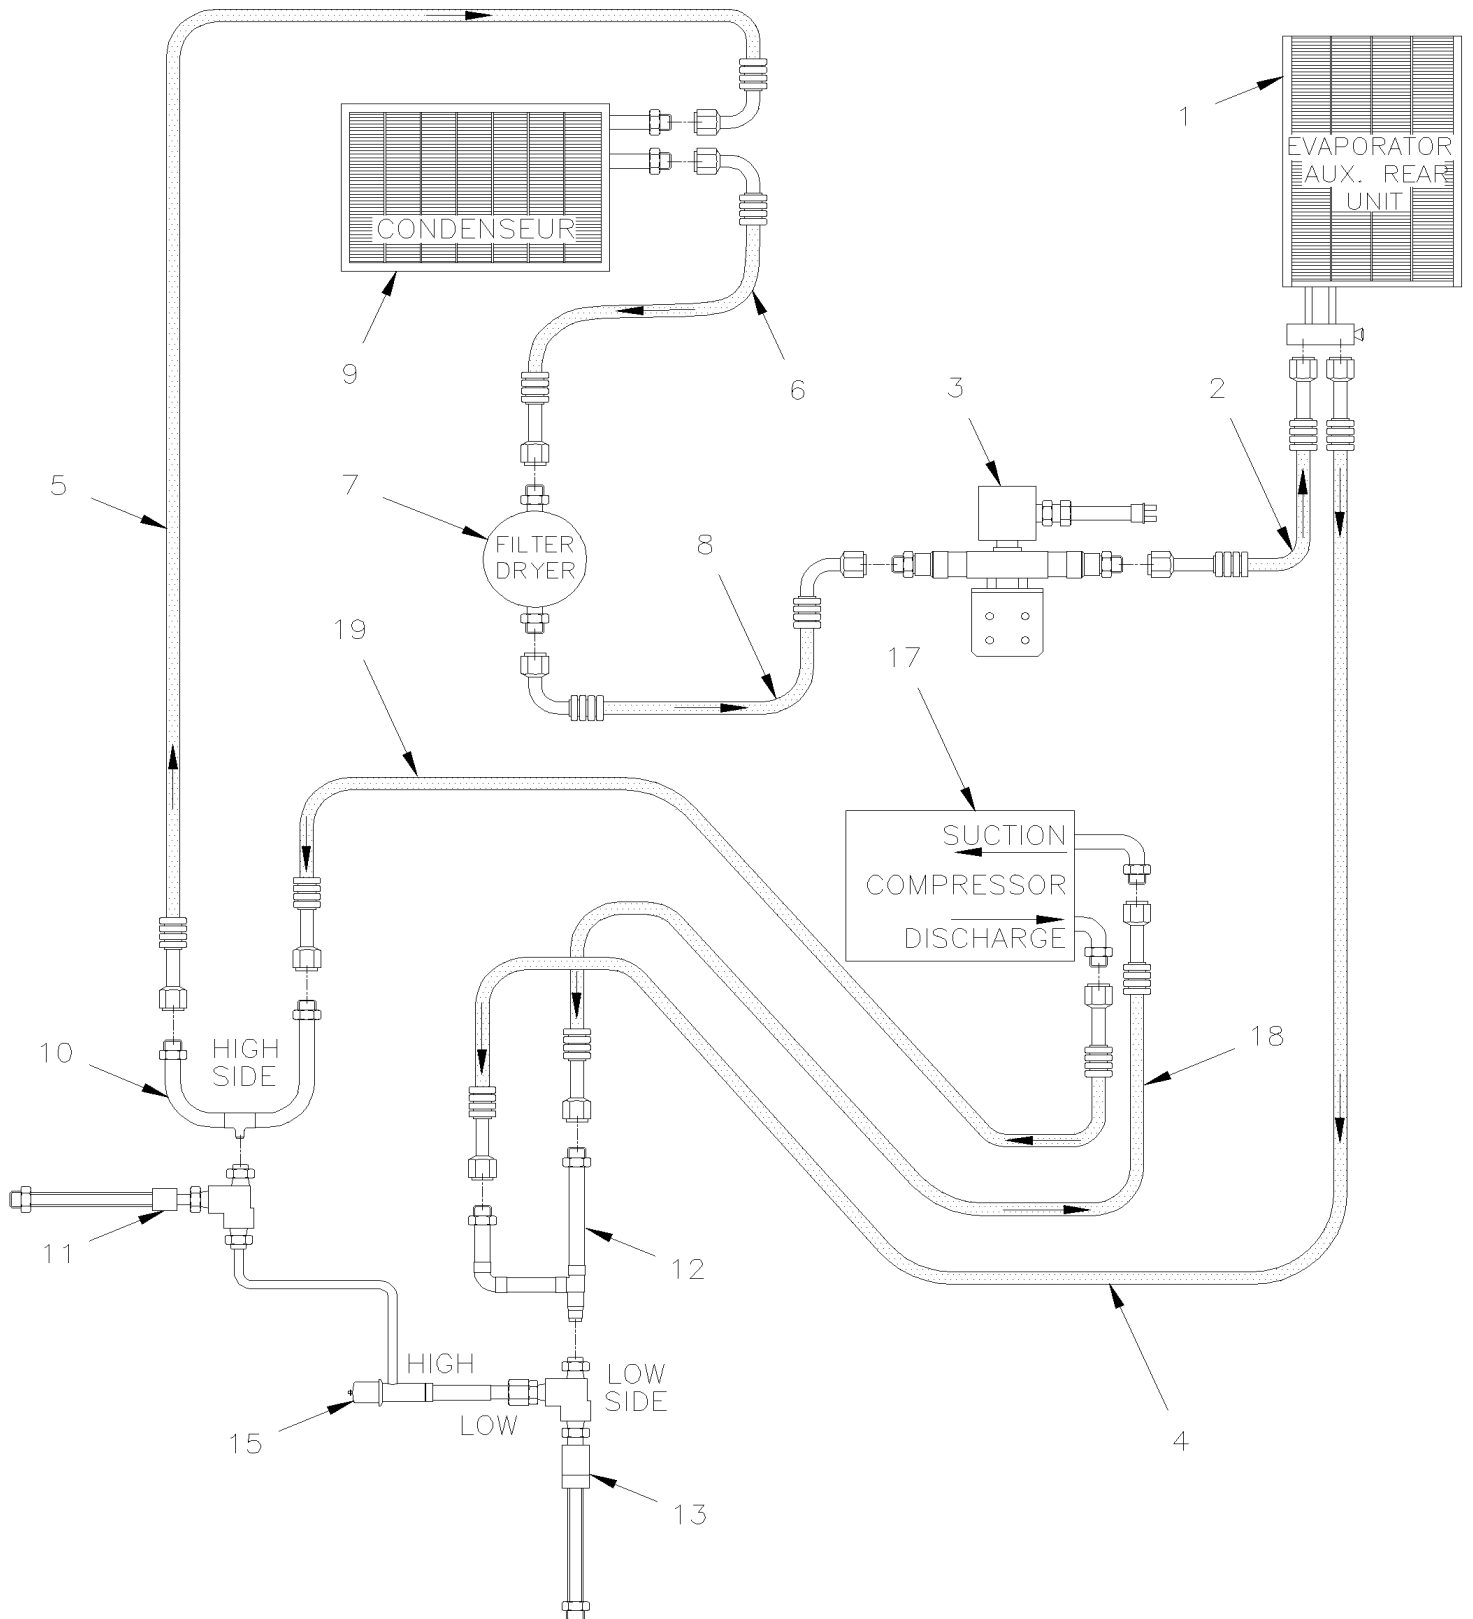 1
EVAPORATOR
AUX. REAR
UNIT
CONDENSEUR
9
6
3
2
5
7
8
FILTER
DRYER
19
17
SUCTION
COMPRESSOR
DISCHARGE
10
HIGH
SIDE
18
11
12
HIGH
LOW
SIDE
LOW
15
4
13